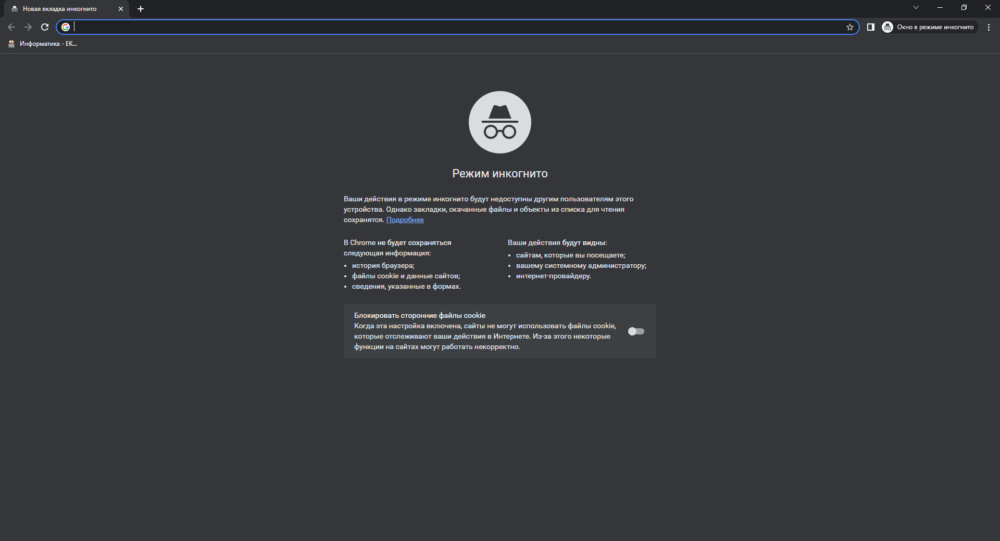 Новая вкладка инкогнито
Окно в режиме инкогнито
Информатика - ЕК...
Режим инкогнито
Ваши действия в режиме инкогнито будут недоступны другим пользователям этого
устройства. Однако закладки, скачанные файлы и объекты из списка для чтения
сохранятся. Подробнее
В Chrome не будет сохраняться
следующая информация:
• история браузера;
• файлы cookie и данные сайтов;
• сведения, указанные в формах.
Ваши действия будут видны:
• сайтам, которые вы посещаете;
• вашему системному администратору;
• интернет-провайдеру.
Блокировать сторонние файлы cookie
Когда эта настройка включена, сайты не могут использовать файлы cookie,
которые отслеживают ваши действия в Интернете. Из-за этого некоторые
функции на сайтах могут работать некорректно.